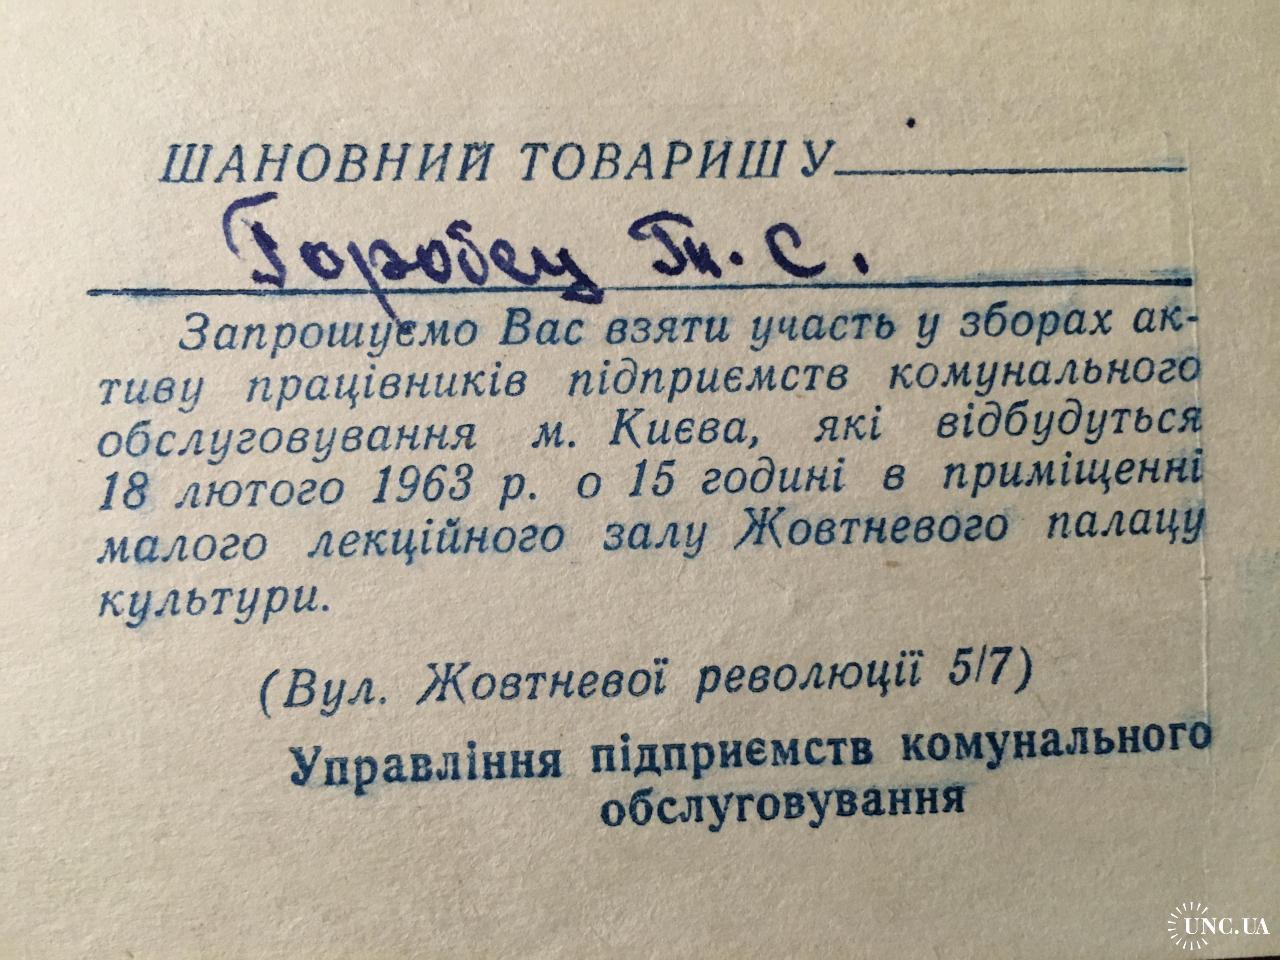 ШАНОВНИЙ ТОВАРИШУ
Горобец Т. С.
Запрошуємо Вас взяти участь у зборах ак-
тиву працівників підприємств комунального
обслуговування м. Києва, які відбудуться
18 лютого 1963 р. о 15 годині в приміщенні
малого лекційного залу Жовтневого палацу
культури.
(Вул. Жовтневої революції 5/7)
Управління підприємств комунального
обслуговування
UNC.UA